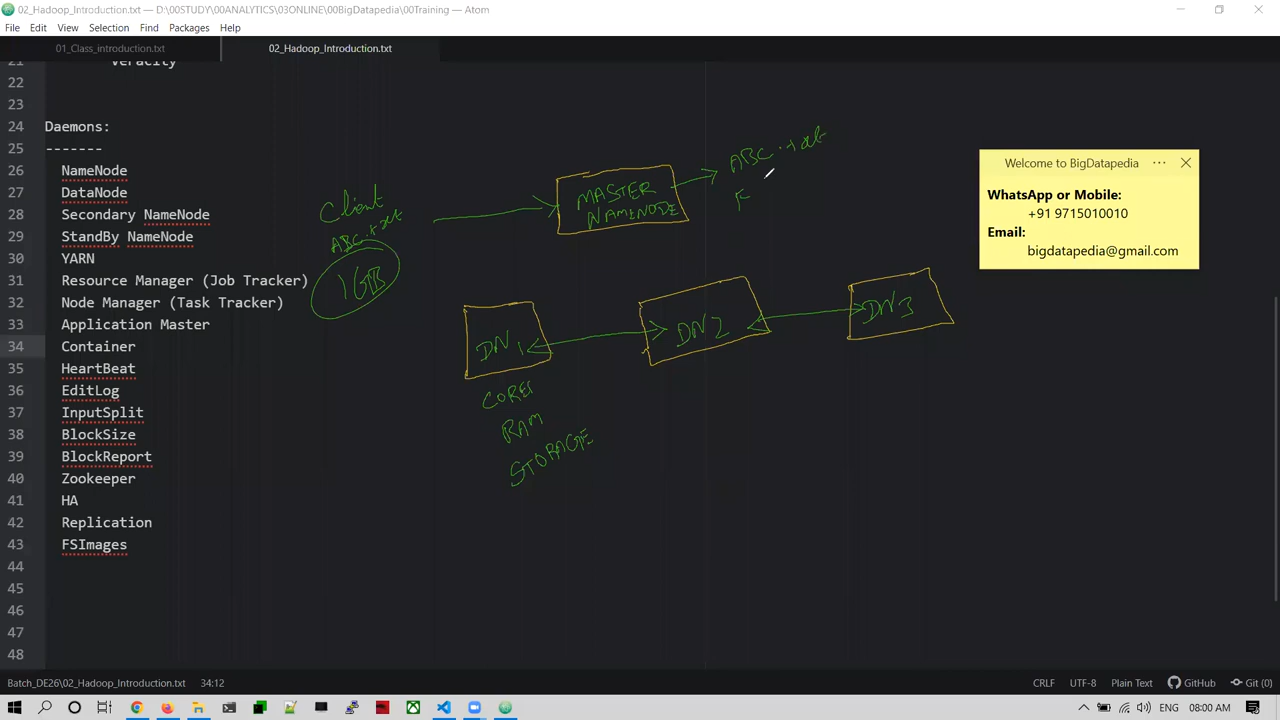 02_Hadoop_Introduction.txt — D:\00STUDY\00ANALYTICS\03ONLINE\00BigDatapedia\00Training — Atom
File Edit View Selection Find Packages Help
01_Class_introduction.txt 02_Hadoop_Introduction.txt
21 Veracity
22
23
24 Daemons:
25 -------
26 NameNode
27 DataNode
28 Secondary NameNode
29 StandBy NameNode
30 YARN
31 Resource Manager (Job Tracker)
32 Node Manager (Task Tracker)
33 Application Master
34 Container
35 HeartBeat
36 EditLog
37 InputSplit
38 BlockSize
39 BlockReport
40 Zookeeper
41 HA
42 Replication
43 FSImages
44
45
46
47
48
Client
ABC.txt
1GB
MASTER
NAMENODE
ABC.txt
F
DN1
DN2
DN3
CORES
RAM
STORAGE
Welcome to BigDatapedia
WhatsApp or Mobile:
+91 9715010010
Email:
bigdatapedia@gmail.com
Batch_DE26\02_Hadoop_Introduction.txt 34:12
CRLF UTF-8 Plain Text GitHub Git (0)
ENG 08:00 AM